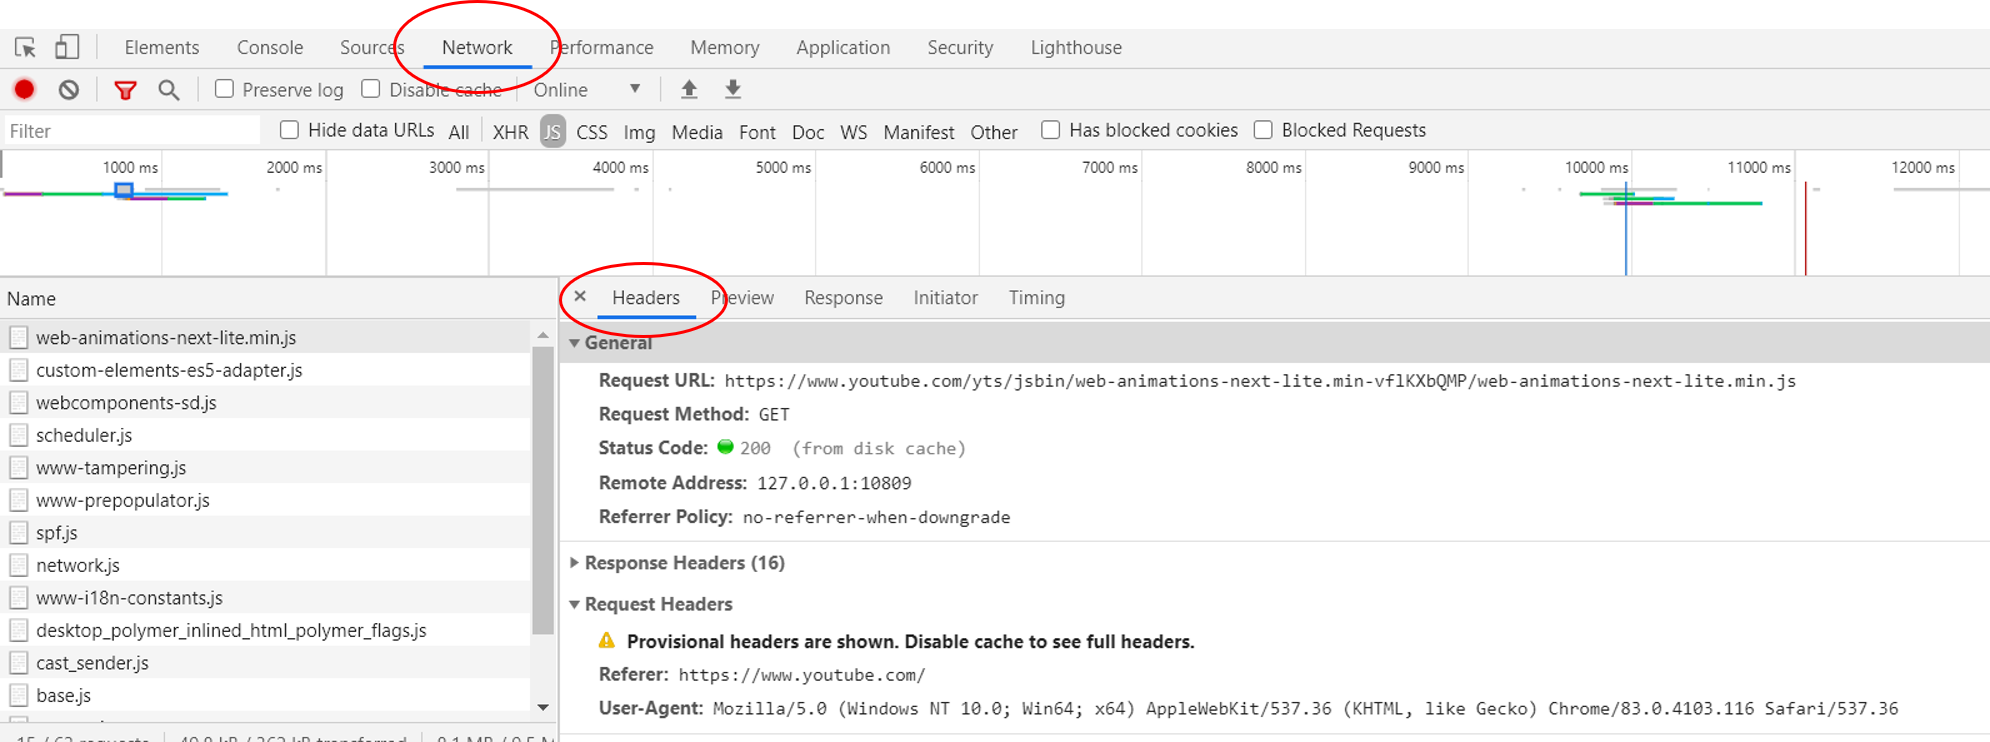 Elements Console Sources Network Performance Memory Application Security Lighthouse
Preserve log Disable cache Online
Filter Hide data URLs All XHR JS CSS Img Media Font Doc WS Manifest Other Has blocked cookies Blocked Requests
1000 ms 2000 ms 3000 ms 4000 ms 5000 ms 6000 ms 7000 ms 8000 ms 9000 ms 10000 ms 11000 ms 12000 ms
Name
web-animations-next-lite.min.js
custom-elements-es5-adapter.js
webcomponents-sd.js
scheduler.js
www-tampering.js
www-prepopulator.js
spf.js
network.js
www-i18n-constants.js
desktop_polymer_inlined_html_polymer_flags.js
cast_sender.js
base.js
Headers Preview Response Initiator Timing
General
Request URL: https://www.youtube.com/yts/jsbin/web-animations-next-lite.min-vflKXbQMP/web-animations-next-lite.min.js
Request Method: GET
Status Code: 200 (from disk cache)
Remote Address: 127.0.0.1:10809
Referrer Policy: no-referrer-when-downgrade
Response Headers (16)
Request Headers
Provisional headers are shown. Disable cache to see full headers.
Referer: https://www.youtube.com/
User-Agent: Mozilla/5.0 (Windows NT 10.0; Win64; x64) AppleWebKit/537.36 (KHTML, like Gecko) Chrome/83.0.4103.116 Safari/537.36